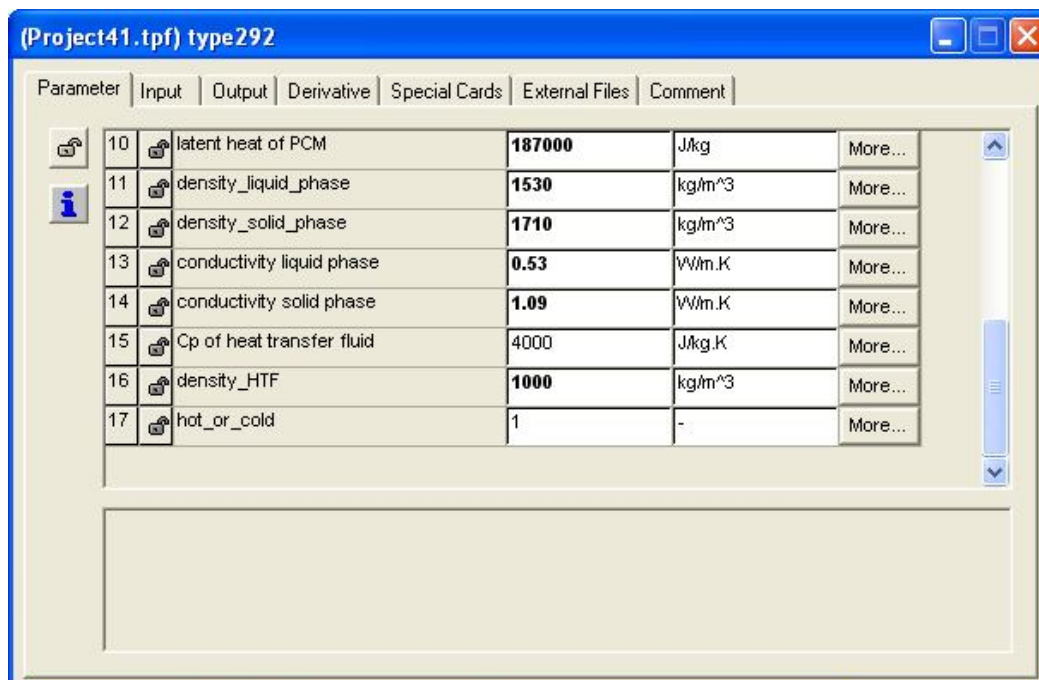 (Project41.tpf) type292
Parameter Input Output Derivative Special Cards External Files Comment
10 latent heat of PCM 187000 J/kg More...
11 density_liquid_phase 1530 kg/m^3 More...
12 density_solid_phase 1710 kg/m^3 More...
13 conductivity liquid phase 0.53 W/m.K More...
14 conductivity solid phase 1.09 W/m.K More...
15 Cp of heat transfer fluid 4000 J/kg.K More...
16 density_HTF 1000 kg/m^3 More...
17 hot_or_cold 1 - More...